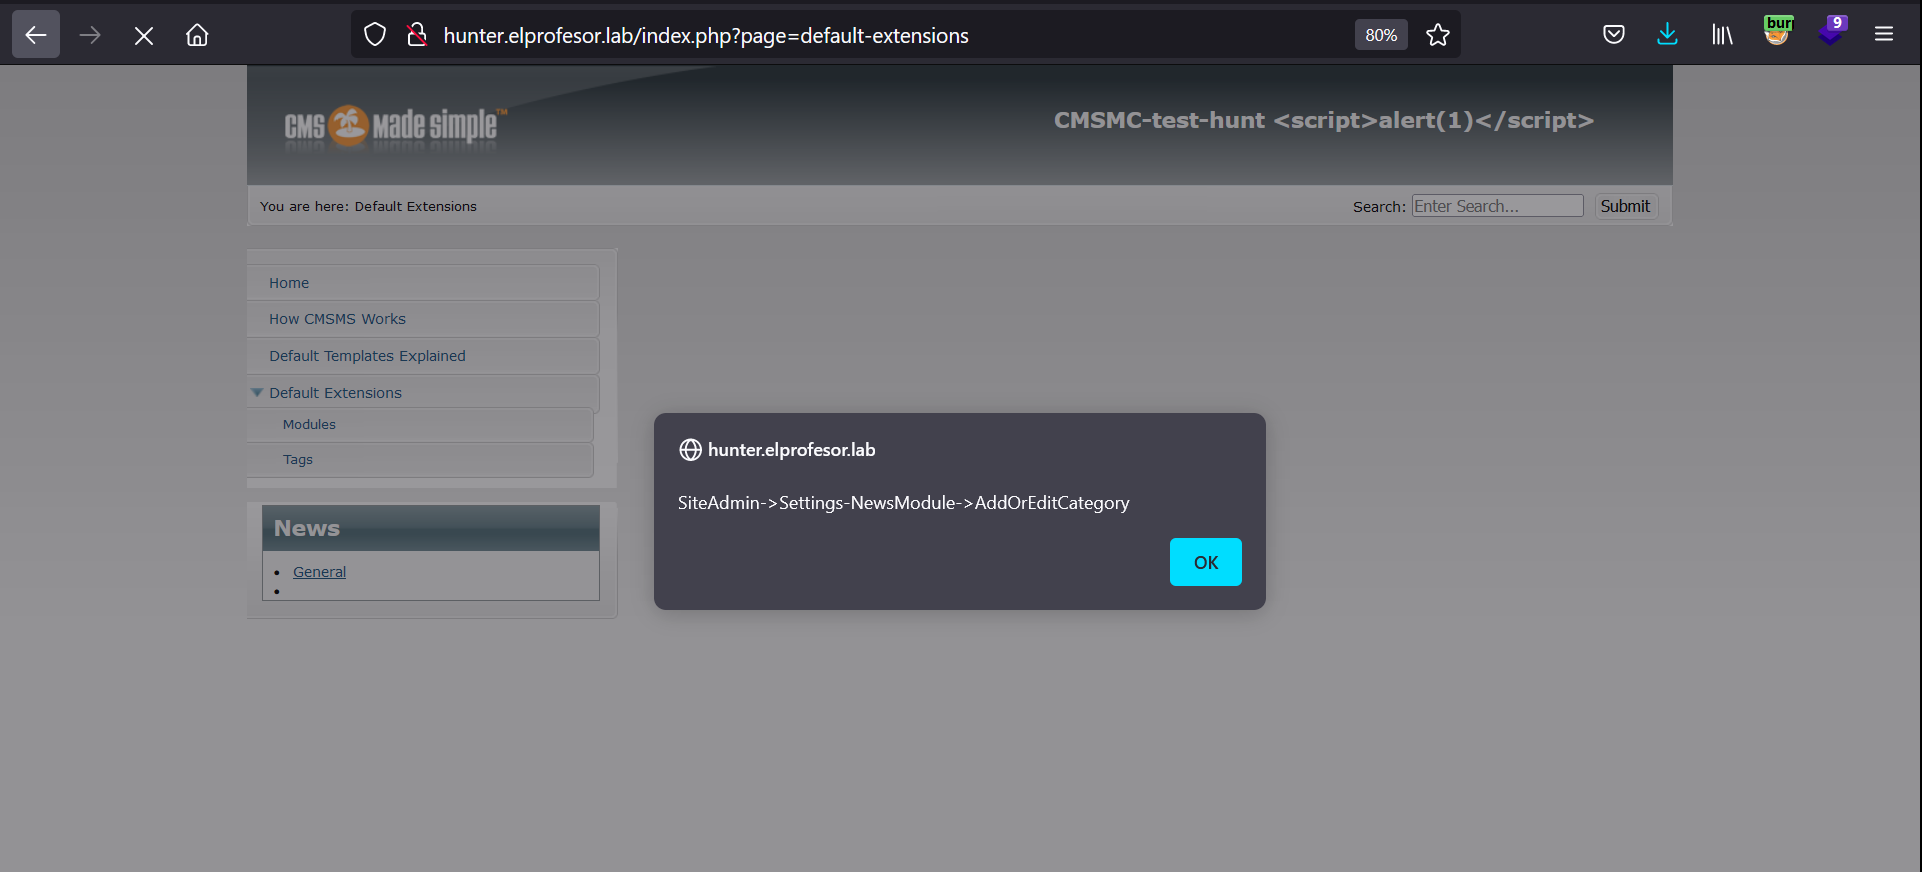 hunter.elprofesor.lab/index.php?page=default-extensions
80%
bur
9
CMS Made Simple™
CMSMC-test-hunt <script>alert(1)</script>
You are here: Default Extensions
Search: Enter Search... Submit
Home
How CMSMS Works
Default Templates Explained
Default Extensions
Modules
Tags
News
• General
•
hunter.elprofesor.lab
SiteAdmin->Settings-NewsModule->AddOrEditCategory
OK